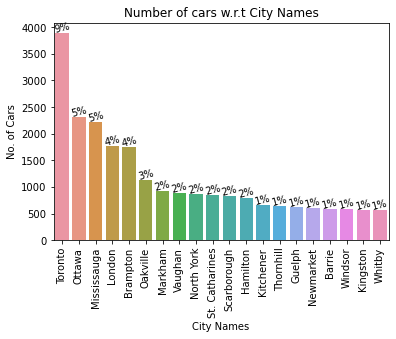 Number of cars w.r.t City Names
No. of Cars
4000
3500
3000
2500
2000
1500
1000
500
0
9%
5%
5%
4%
4%
3%
2%
2%
2%
2%
2%
2%
1%
1%
1%
1%
1%
1%
1%
1%
Toronto
Ottawa
Mississauga
London
Brampton
Oakville
Markham
Vaughan
North York
St. Catharines
Scarborough
Hamilton
Kitchener
Thornhill
Guelph
Newmarket
Barrie
Windsor
Kingston
Whitby
City Names